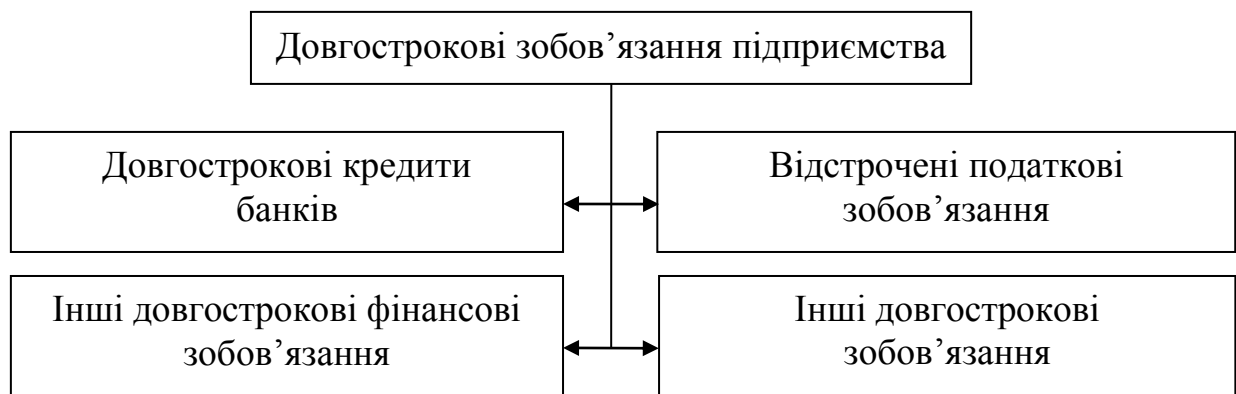 Довгострокові зобов’язання підприємства
Довгострокові кредити
банків
Відстрочені податкові
зобов’язання
Інші довгострокові фінансові
зобов’язання
Інші довгострокові
зобов’язання